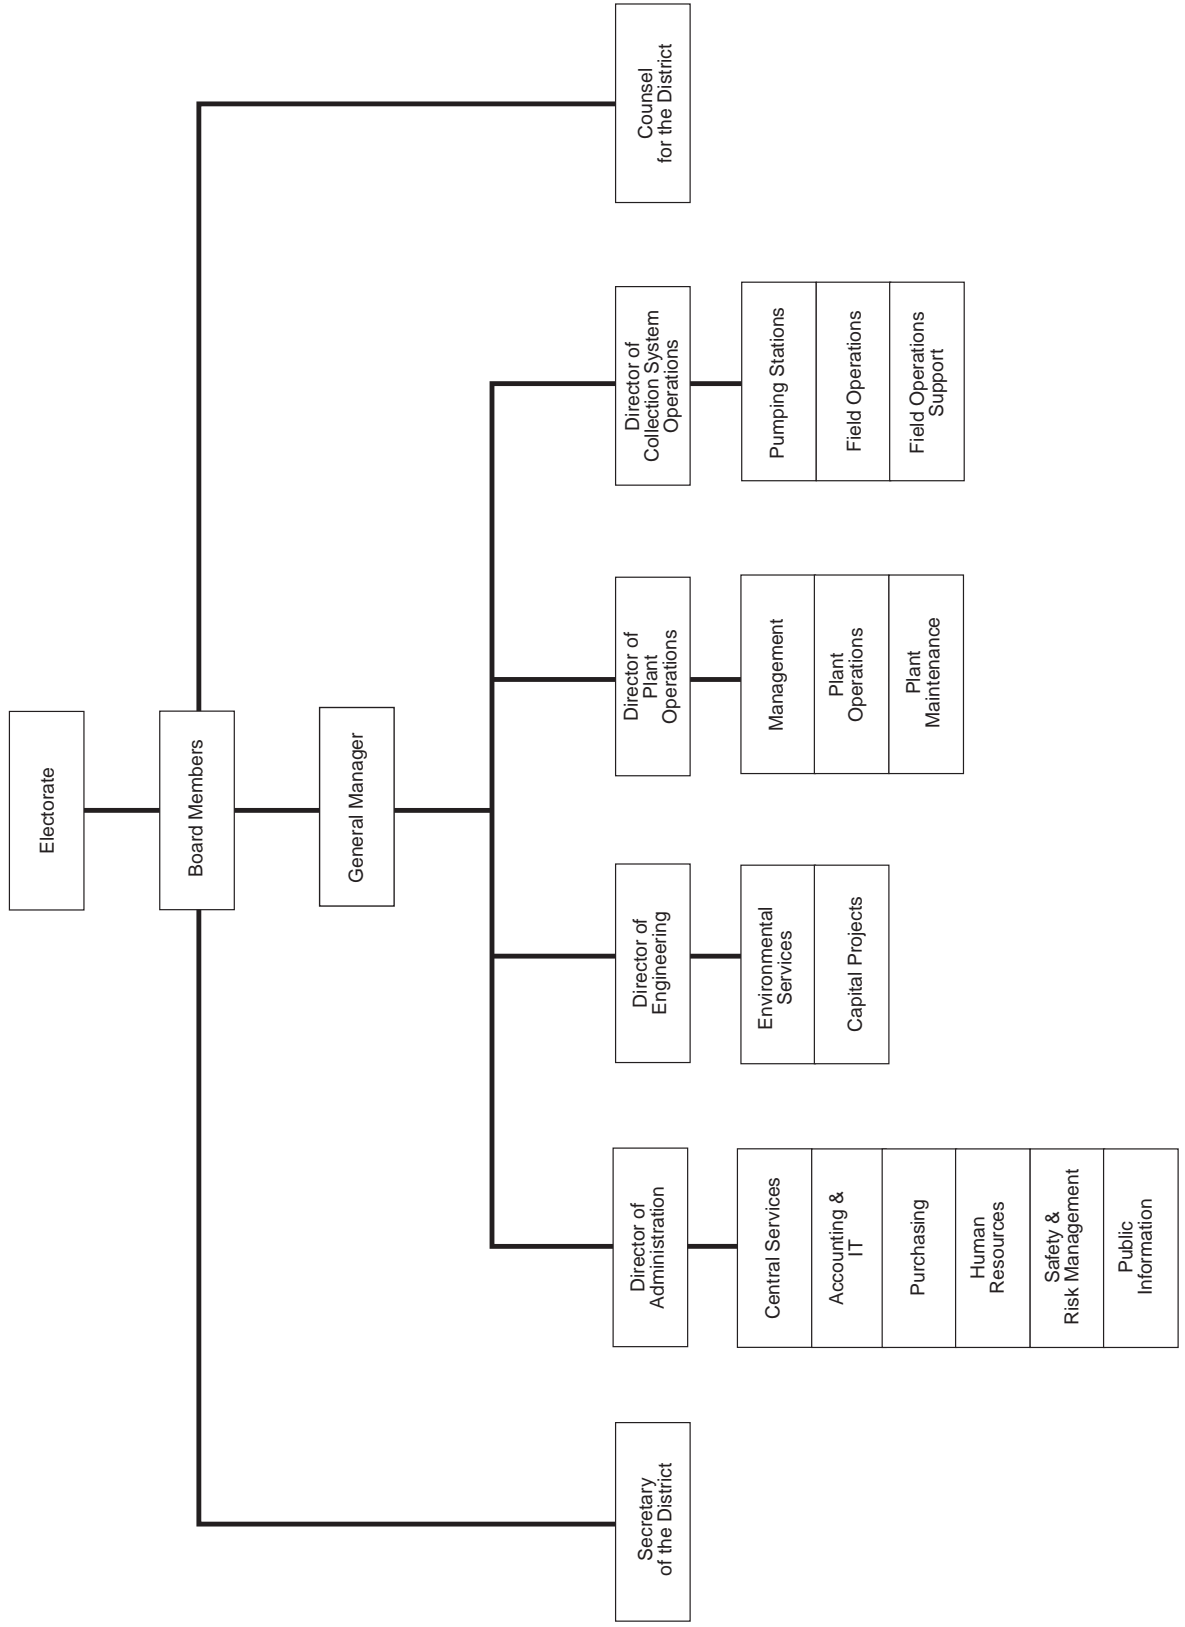 Electorate
Board Members
General Manager
Secretary
of the District
Director of
Administration
Director of
Engineering
Director of
Plant
Operations
Director of
Collection System
Operations
Counsel
for the District
Central Services
Accounting &
IT
Purchasing
Human
Resources
Safety &
Risk Management
Public
Information
Environmental
Services
Capital Projects
Management
Plant
Operations
Plant
Maintenance
Pumping Stations
Field Operations
Field Operations
Support